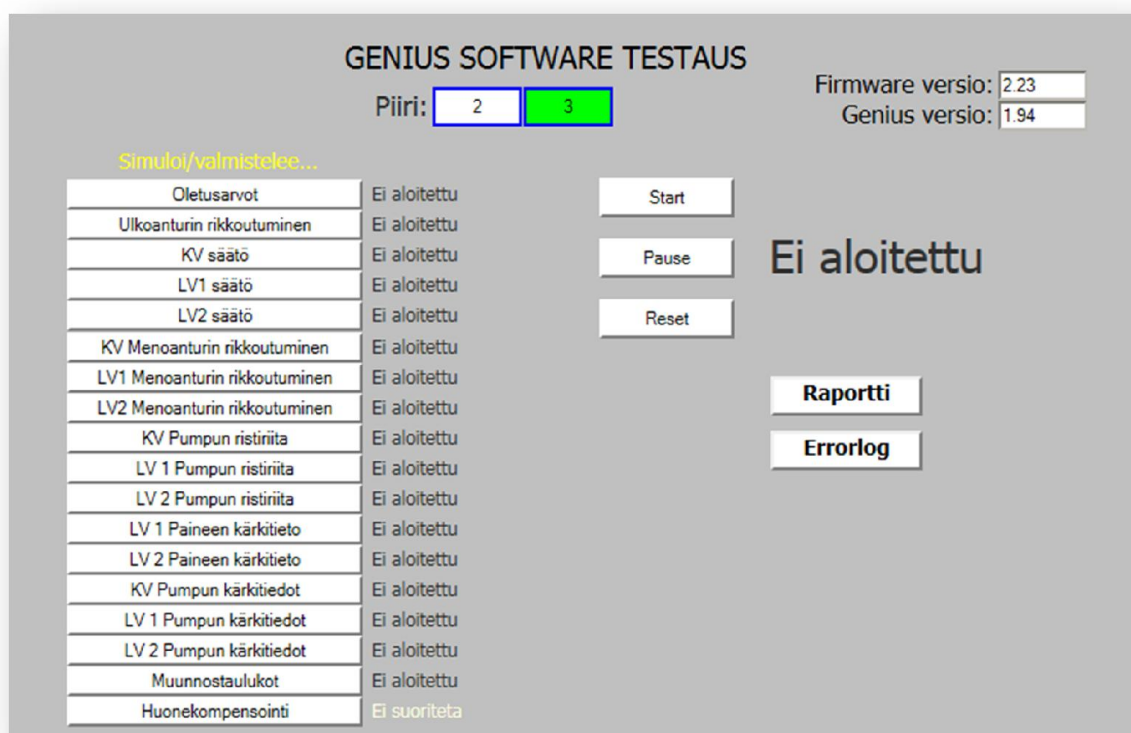 GENIUS SOFTWARE TESTAUS
Piiri: 2 3
Firmware versio: 2.23
Genius versio: 1.94
Simuloi/valmistelee...
Oletusarvot Ei aloitettu
Ulkoanturin rikkoutuminen Ei aloitettu
KV säätö Ei aloitettu
LV1 säätö Ei aloitettu
LV2 säätö Ei aloitettu
KV Menoanturin rikkoutuminen Ei aloitettu
LV1 Menoanturin rikkoutuminen Ei aloitettu
LV2 Menoanturin rikkoutuminen Ei aloitettu
KV Pumpun ristiriita Ei aloitettu
LV 1 Pumpun ristiriita Ei aloitettu
LV 2 Pumpun ristiriita Ei aloitettu
LV 1 Paineen kärkitieto Ei aloitettu
LV 2 Paineen kärkitieto Ei aloitettu
KV Pumpun kärkitiedot Ei aloitettu
LV 1 Pumpun kärkitiedot Ei aloitettu
LV 2 Pumpun kärkitiedot Ei aloitettu
Muunnostaulukot Ei aloitettu
Huonekompensointi Ei suoriteta
Start
Pause
Reset
Ei aloitettu
Raportti
Errorlog